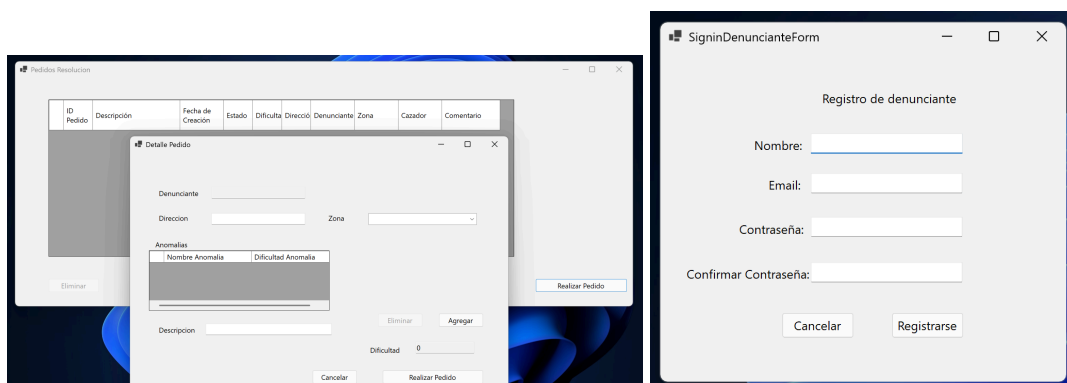 Pedidos Resolucion
ID Pedido
Descripción
Fecha de Creación
Estado
Dificulta
Direcció
Denunciante
Zona
Cazador
Comentario
Detalle Pedido
Denunciante
Direccion
Zona
Anomalias
Nombre Anomalia
Dificultad Anomalia
Eliminar
Agregar
Descripcion
Dificultad
0
Cancelar
Realizar Pedido
Eliminar
Realizar Pedido
SigninDenuncianteForm
Registro de denunciante
Nombre:
Email:
Contraseña:
Confirmar Contraseña:
Cancelar
Registrarse